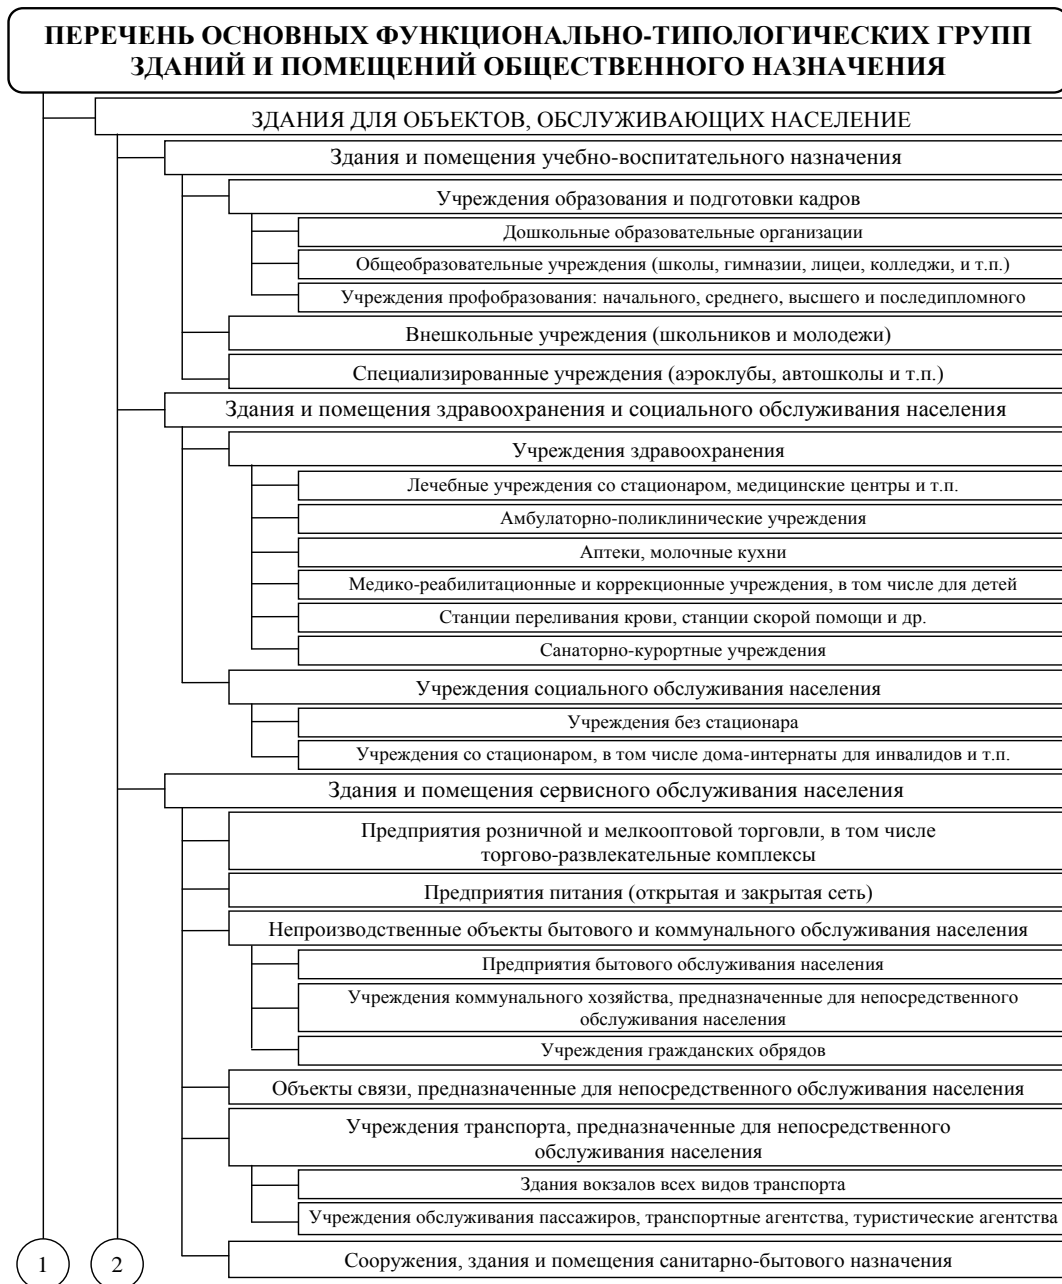 ПЕРЕЧЕНЬ ОСНОВНЫХ ФУНКЦИОНАЛЬНО-ТИПОЛОГИЧЕСКИХ ГРУПП
ЗДАНИЙ И ПОМЕЩЕНИЙ ОБЩЕСТВЕННОГО НАЗНАЧЕНИЯ
ЗДАНИЯ ДЛЯ ОБЪЕКТОВ, ОБСЛУЖИВАЮЩИХ НАСЕЛЕНИЕ
Здания и помещения учебно-воспитательного назначения
Учреждения образования и подготовки кадров
Дошкольные образовательные организации
Общеобразовательные учреждения (школы, гимназии, лицеи, колледжи, и т.п.)
Учреждения профобразования: начального, среднего, высшего и последипломного
Внешкольные учреждения (школьников и молодежи)
Специализированные учреждения (аэроклубы, автошколы и т.п.)
Здания и помещения здравоохранения и социального обслуживания населения
Учреждения здравоохранения
Лечебные учреждения со стационаром, медицинские центры и т.п.
Амбулаторно-поликлинические учреждения
Аптеки, молочные кухни
Медико-реабилитационные и коррекционные учреждения, в том числе для детей
Станции переливания крови, станции скорой помощи и др.
Санаторно-курортные учреждения
Учреждения социального обслуживания населения
Учреждения без стационара
Учреждения со стационаром, в том числе дома-интернаты для инвалидов и т.п.
Здания и помещения сервисного обслуживания населения
Предприятия розничной и мелкооптовой торговли, в том числе
торгово-развлекательные комплексы
Предприятия питания (открытая и закрытая сеть)
Непроизводственные объекты бытового и коммунального обслуживания населения
Предприятия бытового обслуживания населения
Учреждения коммунального хозяйства, предназначенные для непосредственного
обслуживания населения
Учреждения гражданских обрядов
Объекты связи, предназначенные для непосредственного обслуживания населения
Учреждения транспорта, предназначенные для непосредственного
обслуживания населения
Здания вокзалов всех видов транспорта
Учреждения обслуживания пассажиров, транспортные агентства, туристические агентства
Сооружения, здания и помещения санитарно-бытового назначения
1
2